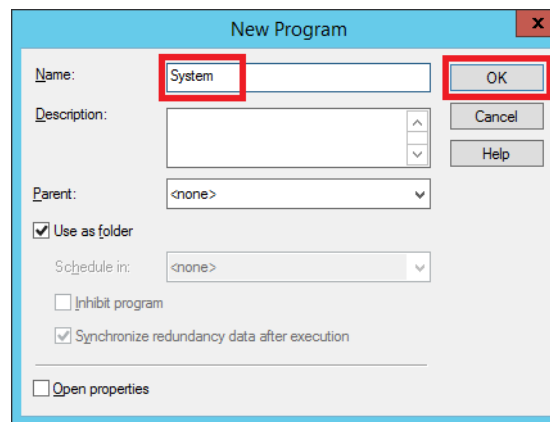 New Program
x
Name: System
OK
Description:
Cancel
Help
Parent: <none>
Use as folder
Schedule in: <none>
Inhibit program
Synchronize redundancy data after execution
Open properties